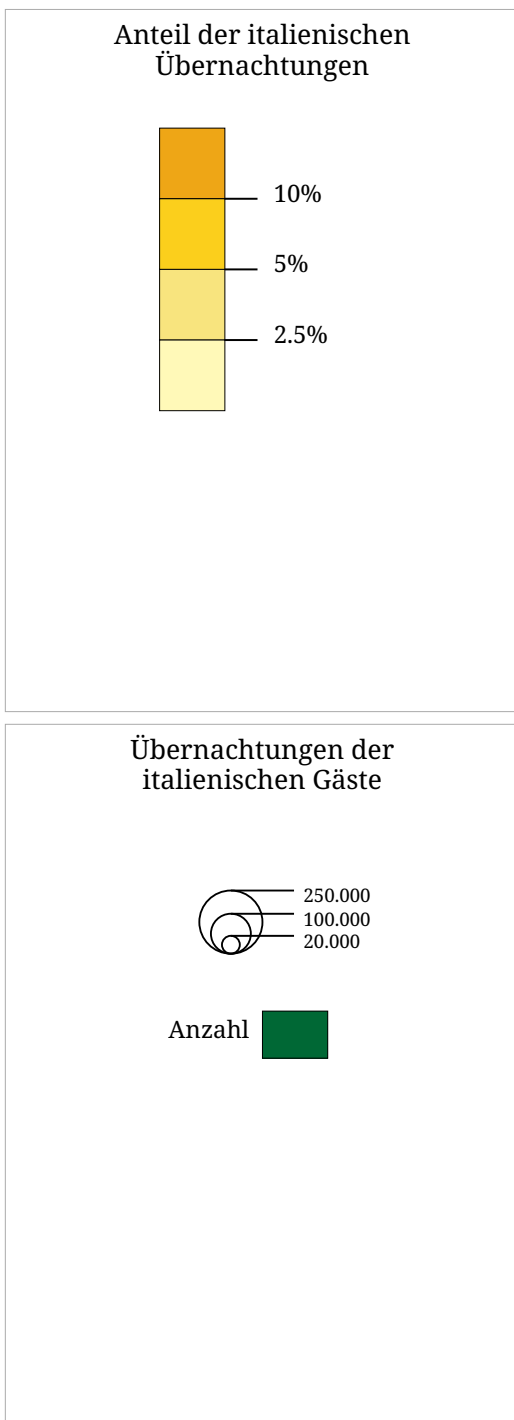 Anteil der italienischen
Übernachtungen
10%
5%
2.5%
Übernachtungen der
italienischen Gäste
250.000
100.000
20.000
Anzahl